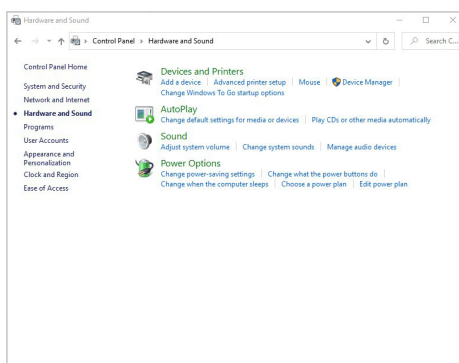 Hardware and Sound
Control Panel > Hardware and Sound
Search C...
Control Panel Home
System and Security
Network and Internet
Hardware and Sound
Programs
User Accounts
Appearance and
Personalization
Clock and Region
Ease of Access
Devices and Printers
Add a device | Advanced printer setup | Mouse | Device Manager |
Change Windows To Go startup options
AutoPlay
Change default settings for media or devices | Play CDs or other media automatically
Sound
Adjust system volume | Change system sounds | Manage audio devices
Power Options
Change power-saving settings | Change what the power buttons do |
Change when the computer sleeps | Choose a power plan | Edit power plan